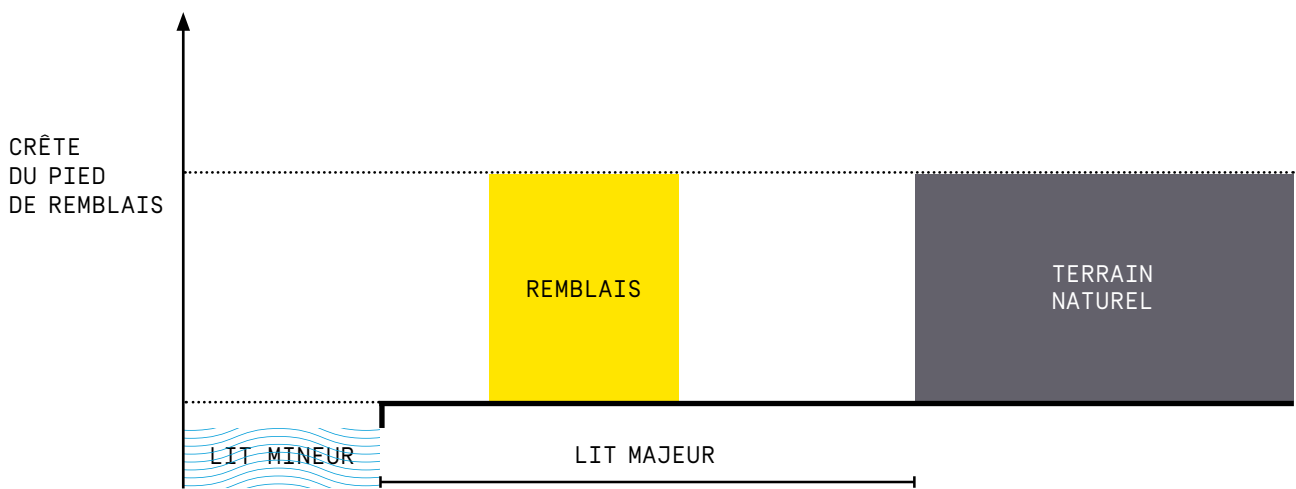 CRÊTE
DU PIED
DE REMBLAIS
REMBLAIS
TERRAIN
NATUREL
LIT MINEUR
LIT MAJEUR